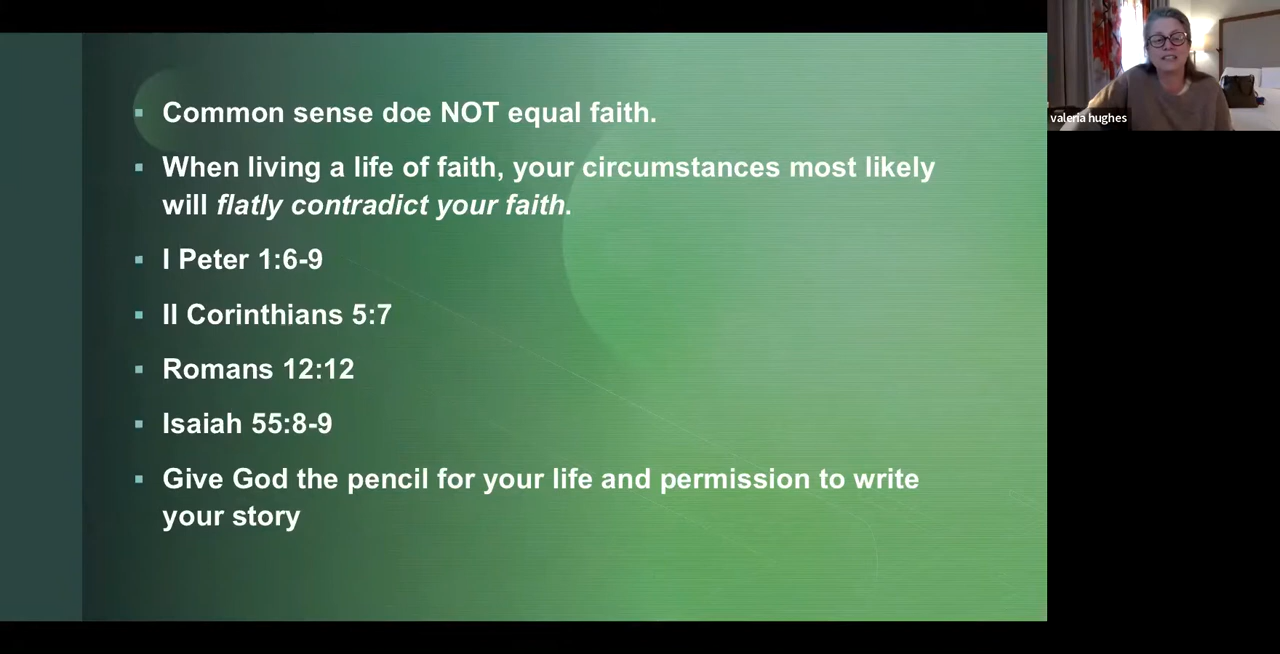 Common sense doe NOT equal faith.
When living a life of faith, your circumstances most likely
will flatly contradict your faith.
I Peter 1:6-9
II Corinthians 5:7
Romans 12:12
Isaiah 55:8-9
Give God the pencil for your life and permission to write
your story
valeria hughes